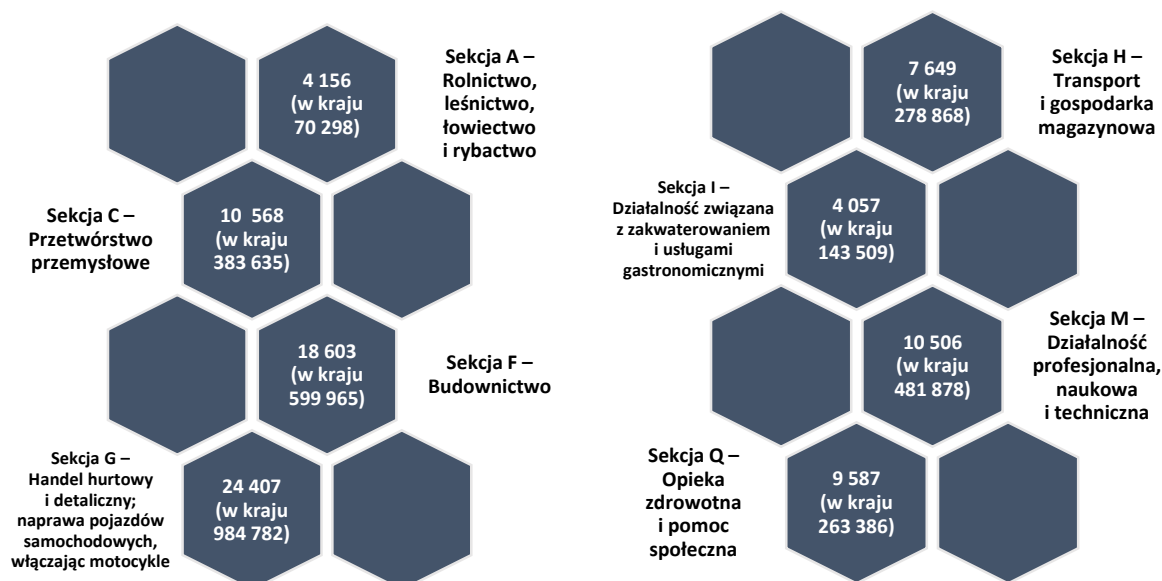 4 156
(w kraju
70 298)
Sekcja A –
Rolnictwo,
leśnictwo,
łowiectwo
i rybactwo
Sekcja C –
Przetwórstwo
przemysłowe
10 568
(w kraju
383 635)
18 603
(w kraju
599 965)
Sekcja F –
Budownictwo
Sekcja G –
Handel hurtowy
i detaliczny;
naprawa pojazdów
samochodowych,
włączając motocykle
24 407
(w kraju
984 782)
7 649
(w kraju
278 868)
Sekcja H –
Transport
i gospodarka
magazynowa
Sekcja I –
Działalność związana
z zakwaterowaniem
i usługami
gastronomicznymi
4 057
(w kraju
143 509)
10 506
(w kraju
481 878)
Sekcja M –
Działalność
profesjonalna,
naukowa
i techniczna
Sekcja Q –
Opieka
zdrowotna
i pomoc
społeczna
9 587
(w kraju
263 386)